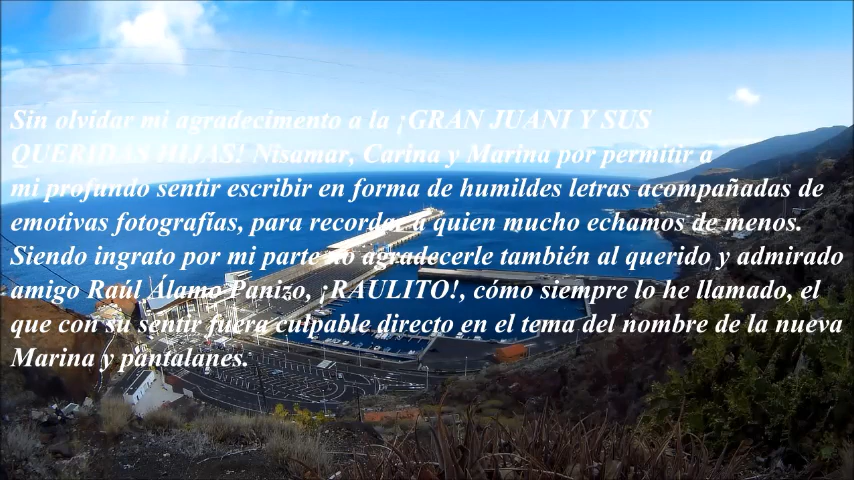 Sin olvidar mi agradecimento a la ¡GRAN JUANI Y SUS
QUERIDAS HIJAS! Nisamar, Carina y Marina por permitir a
mi profundo sentir escribir en forma de humildes letras acompañadas de
emotivas fotografías, para recordar a quien mucho echamos de menos.
Siendo ingrato por mi parte no agradecerle también al querido y admirado
amigo Raúl Álamo Panizo, ¡RAULITO!, cómo siempre lo he llamado, el
que con su sentir fuera culpable directo en el tema del nombre de la nueva
Marina y pantalanes.